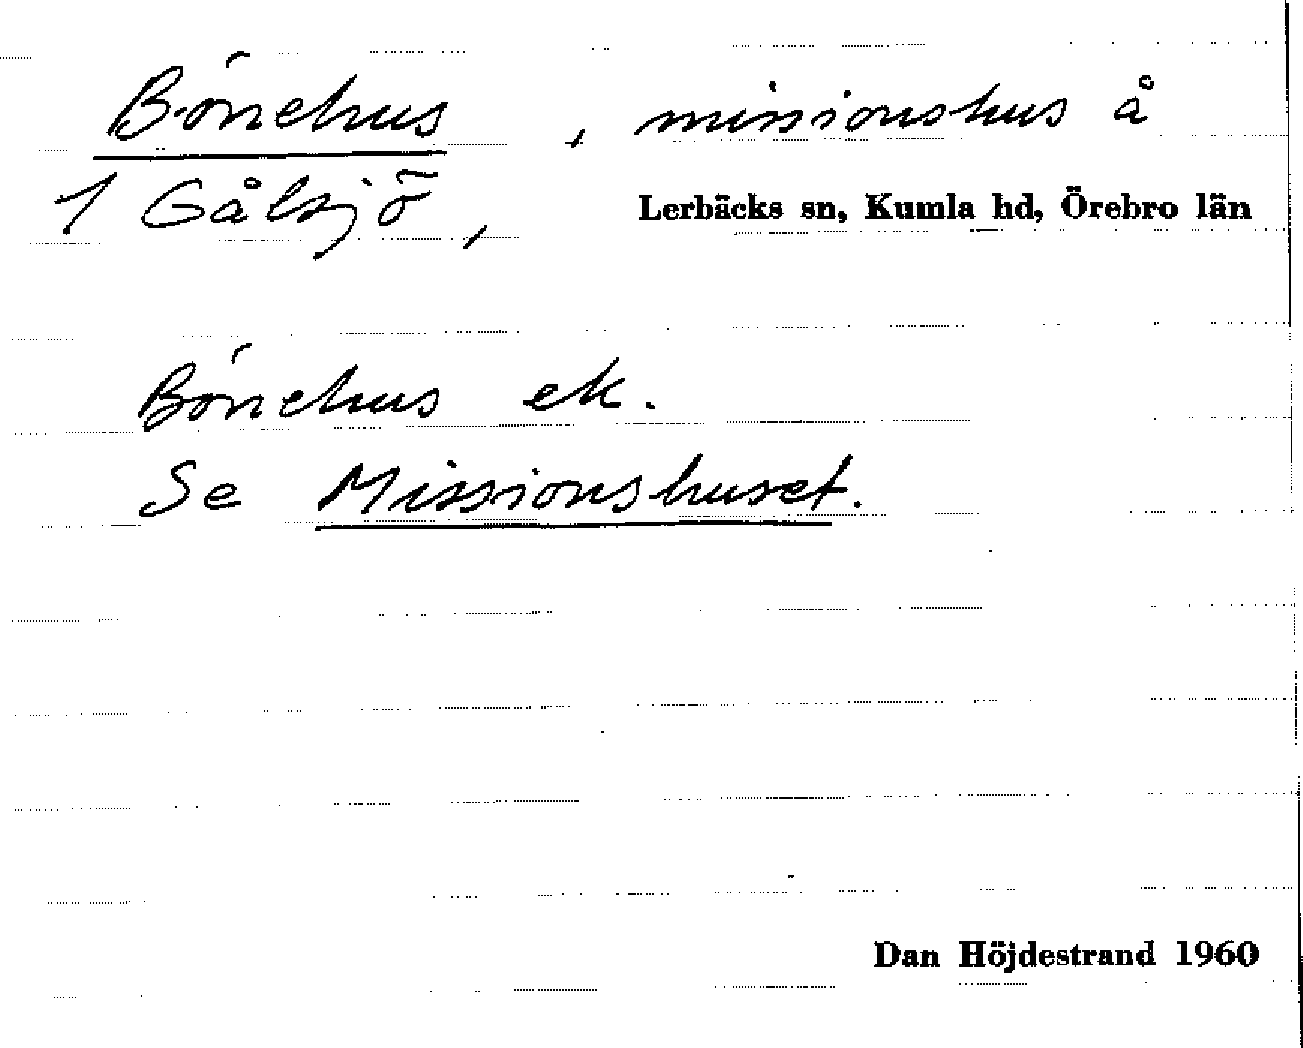 Bönehus, missionshus å
1 Gålsjö, Lerbäcks sn, Kumla hd, Örebro län
Bönehus ek.
Se Missionshuset.
Dan Höjdestrand 1960